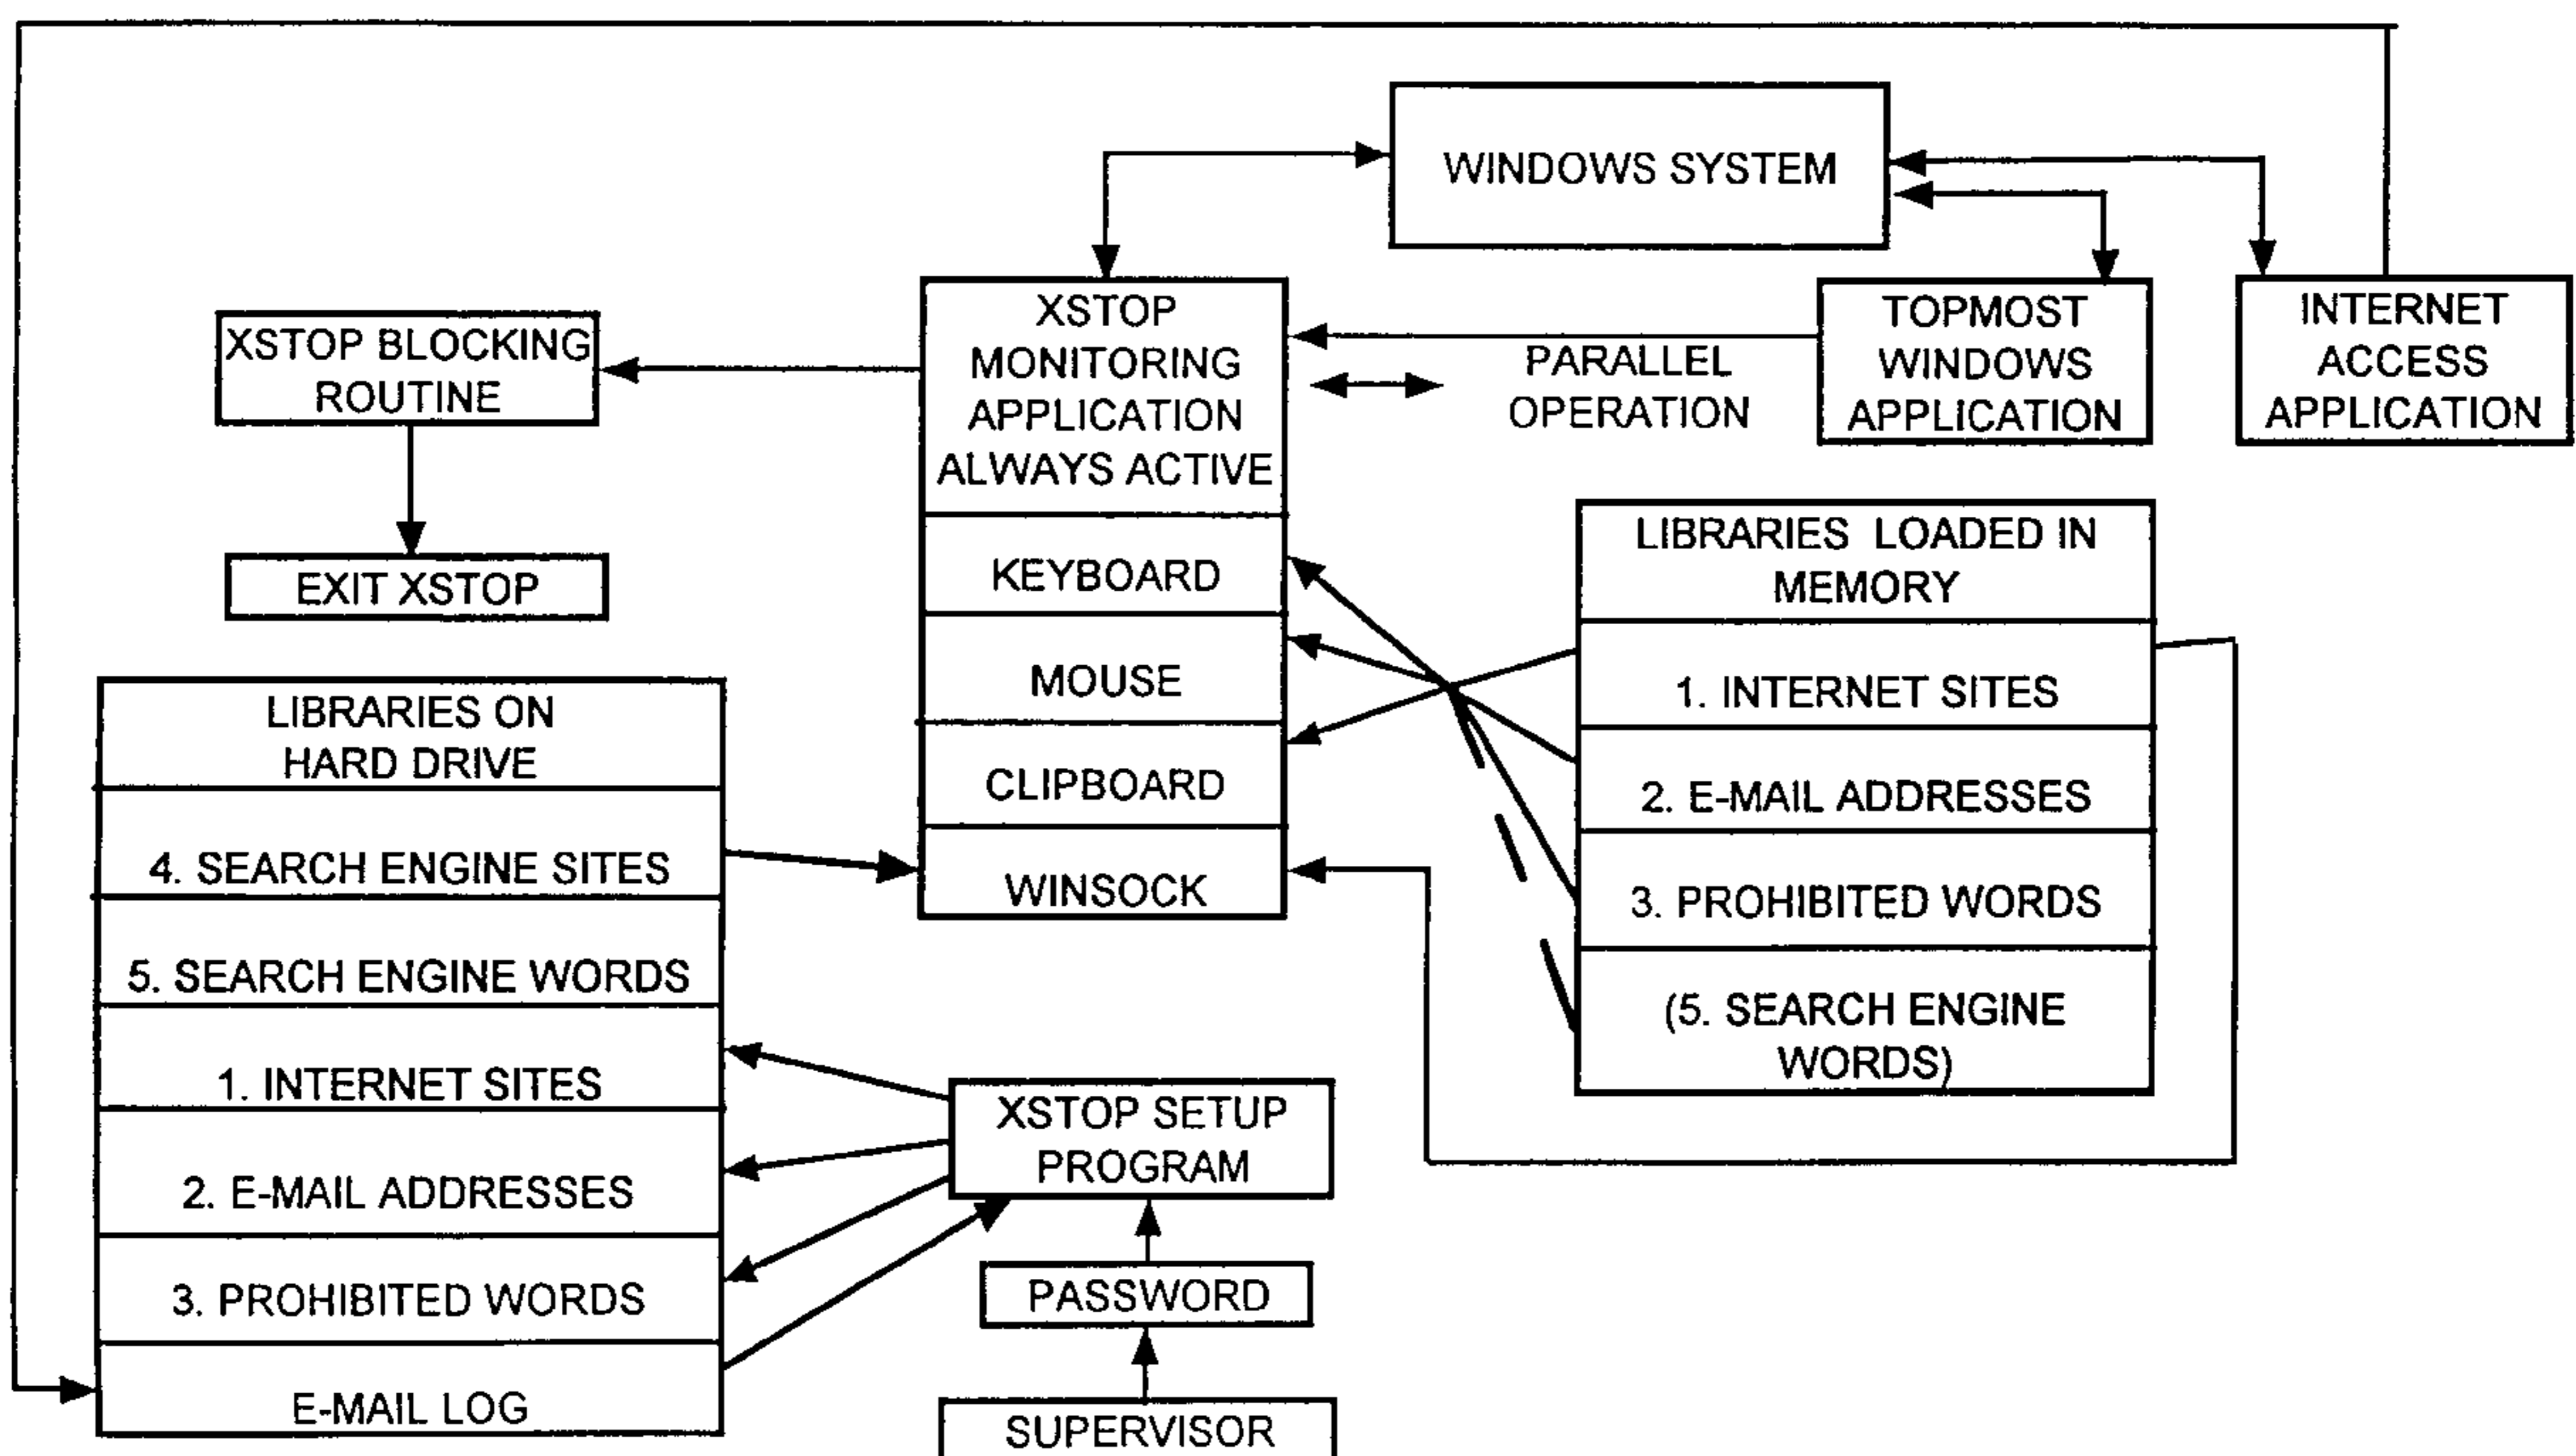 WINDOWS SYSTEM
XSTOP BLOCKING
ROUTINE
EXIT XSTOP
XSTOP
MONITORING
APPLICATION
ALWAYS ACTIVE
KEYBOARD
MOUSE
CLIPBOARD
WINSOCK
PARALLEL
OPERATION
TOPMOST
WINDOWS
APPLICATION
INTERNET
ACCESS
APPLICATION
LIBRARIES LOADED IN
MEMORY
1. INTERNET SITES
2. E-MAIL ADDRESSES
3. PROHIBITED WORDS
(5. SEARCH ENGINE
WORDS)
LIBRARIES ON
HARD DRIVE
4. SEARCH ENGINE SITES
5. SEARCH ENGINE WORDS
1. INTERNET SITES
2. E-MAIL ADDRESSES
3. PROHIBITED WORDS
E-MAIL LOG
XSTOP SETUP
PROGRAM
PASSWORD
SUPERVISOR